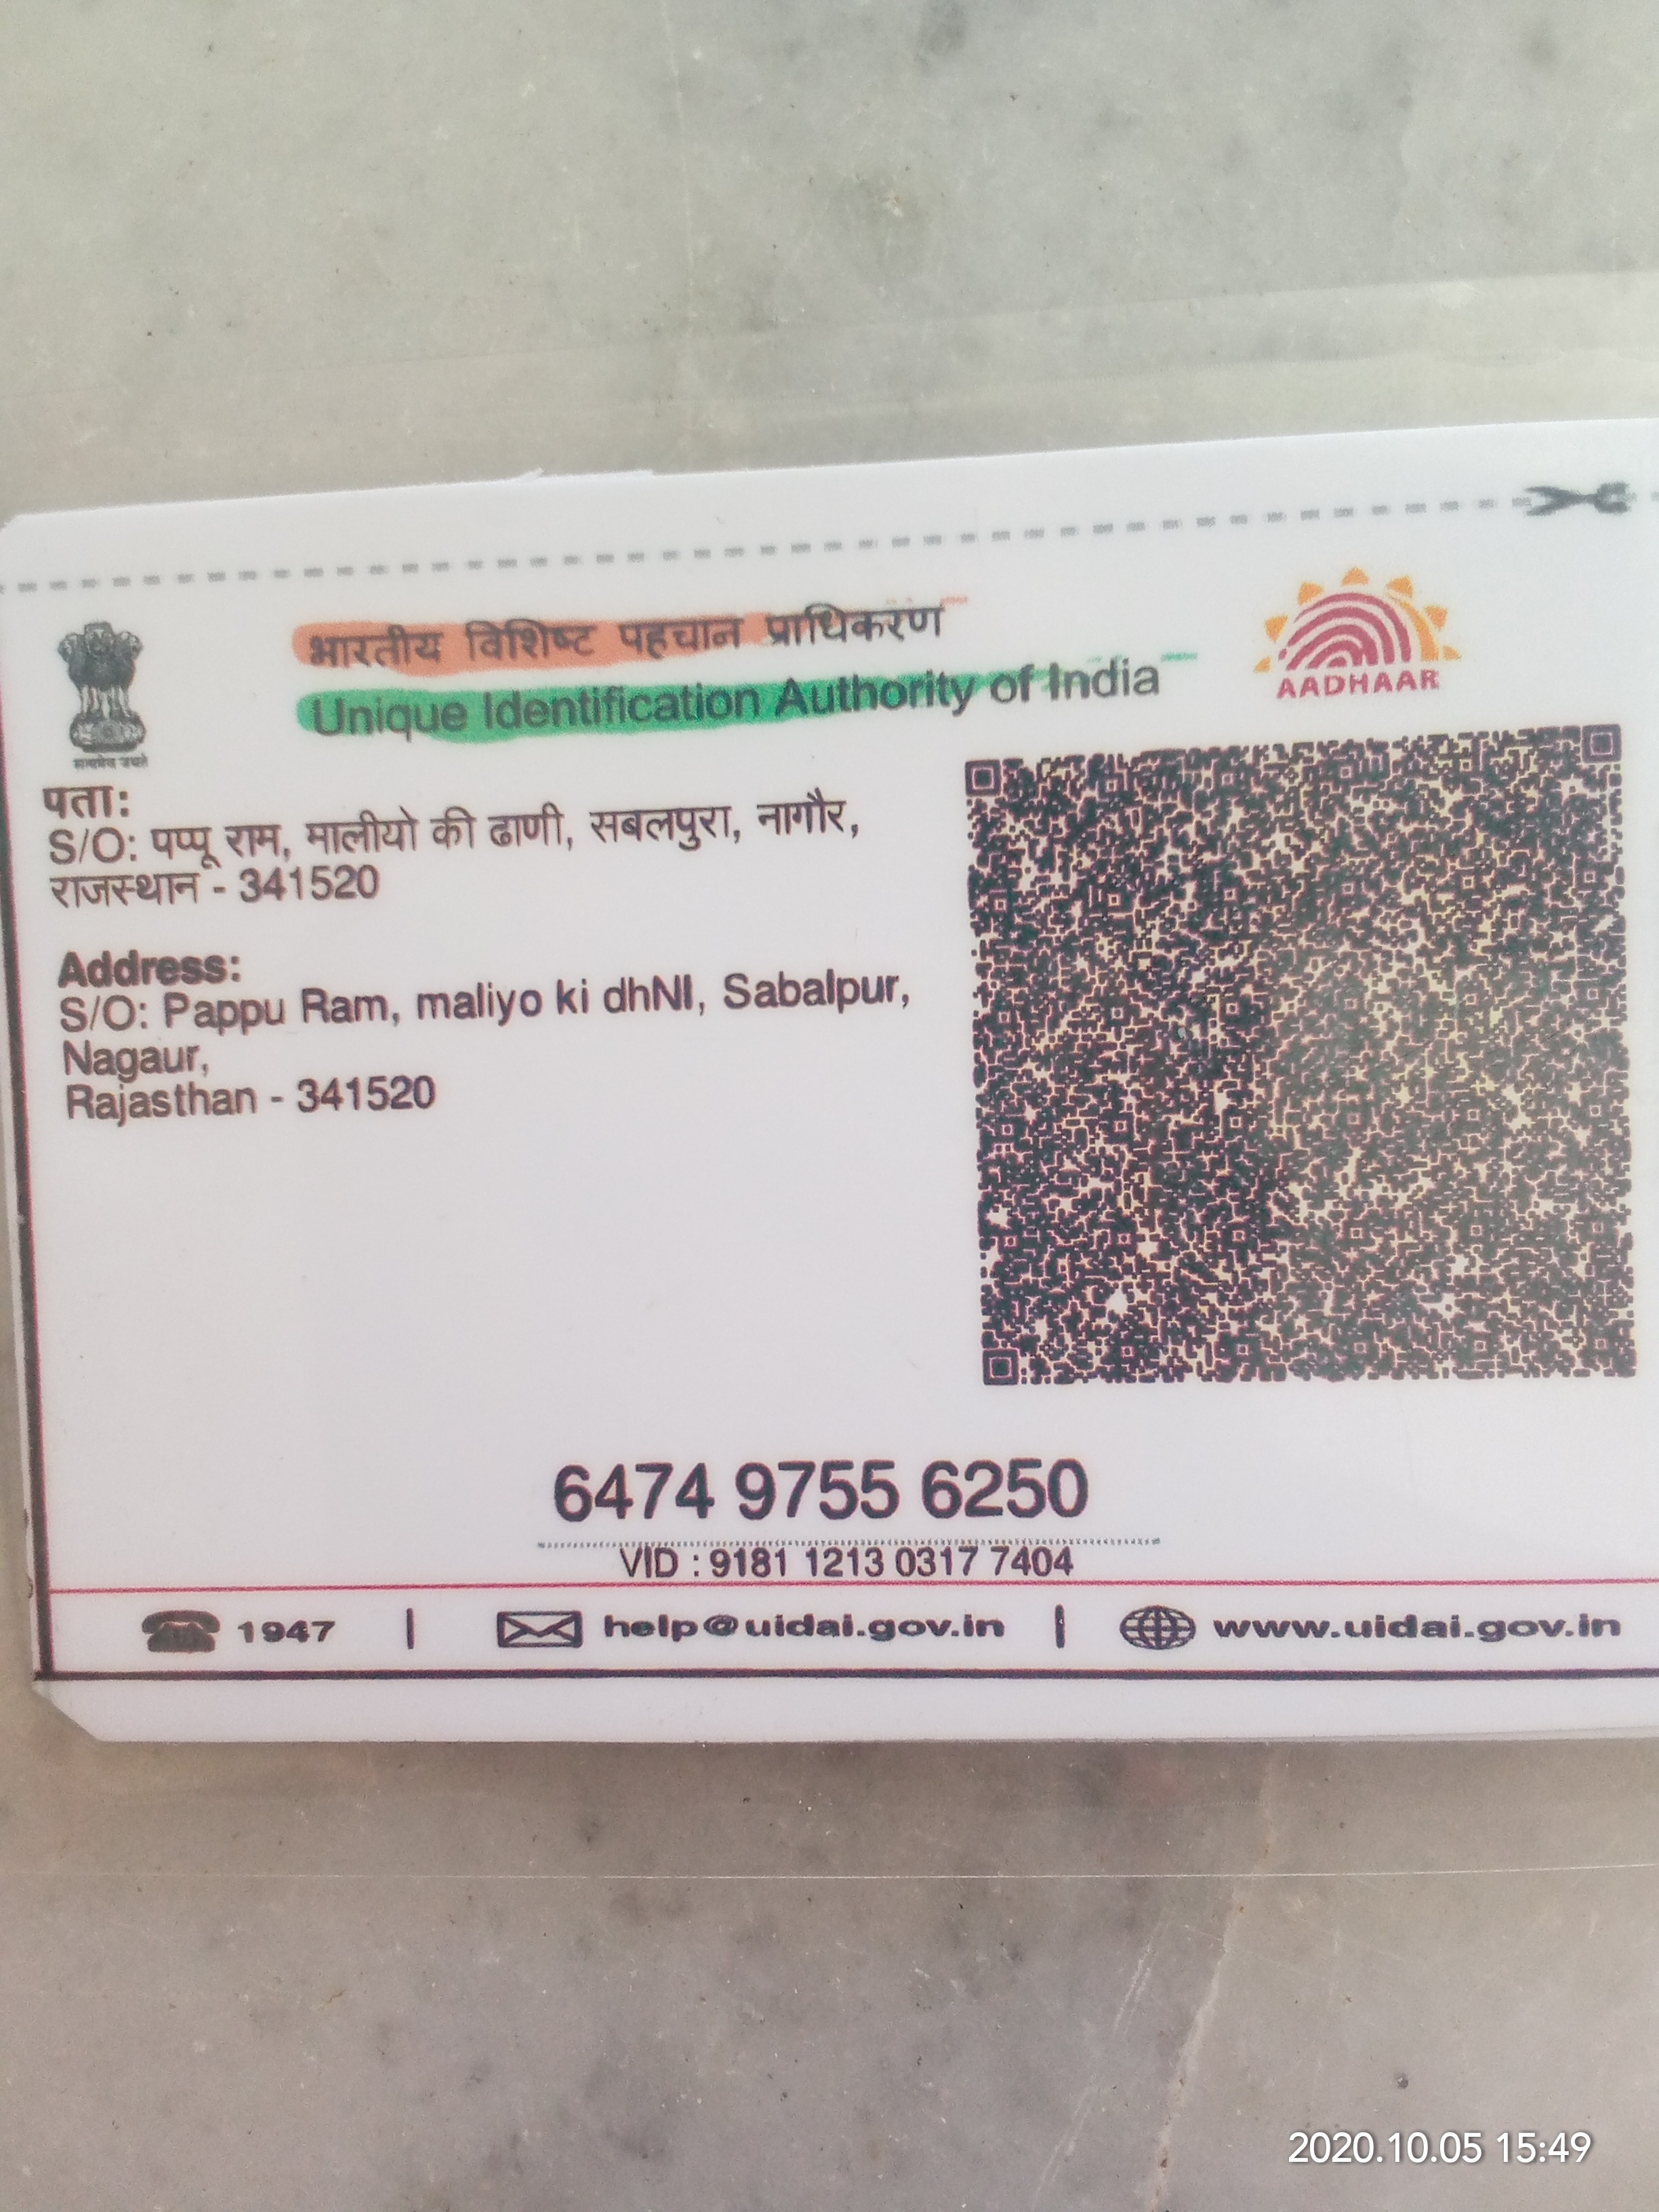 भारतीय विशिष्ट पहचान प्राधिकरण
Unique Identification Authority of India
AADHAAR
सत्यमेव जयते
पता:
S/O: पप्पू राम, मालीयो की ढाणी, सबलपुरा, नागौर,
राजस्थान - 341520
Address:
S/O: Pappu Ram, maliyo ki dhNI, Sabalpur,
Nagaur,
Rajasthan - 341520
6474 9755 6250
VID : 9181 1213 0317 7404
1947 | help@uidai.gov.in | www.uidai.gov.in
2020.10.05 15:49